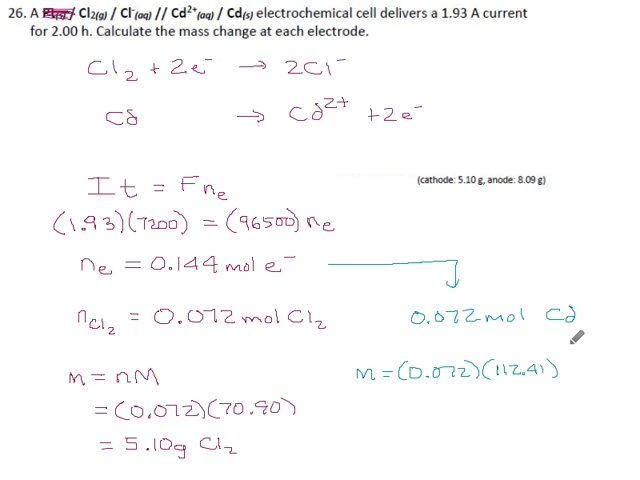 26. A / Cl2(g) / Cl-(aq) // Cd2+(aq) / Cd(s) electrochemical cell delivers a 1.93 A current
for 2.00 h. Calculate the mass change at each electrode.
Cl2 + 2e- → 2Cl-
Cd → Cd2+ + 2e-
(cathode: 5.10 g, anode: 8.09 g)
It = Fne
(1.93)(7200) = (96500) ne
ne = 0.144 mol e-
nCl2 = 0.072 mol Cl2
0.072 mol Cd
m = nM
M = (0.072)(112.41)
= (0.072)(70.90)
= 5.10g Cl2